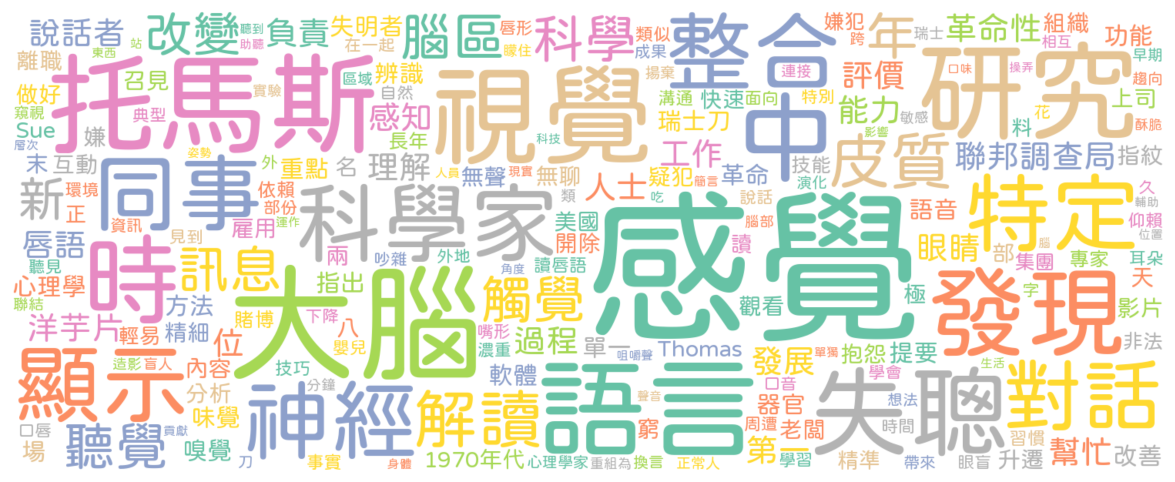 說話者 改變 聽到 助聽 負責 失明者 在一起 腦區 唇形 矇住 科學 類似 成果 整合 嫌犯 跨 年 瑞士 革命性 組織 相互 功能
離職 召見 托馬斯 區域 東西 站 辨識 自然 揚棄 視覺 連接 評價 口味 研究 操弄 早期 趨向
做好 窺視 典型 實驗 感知 溝通 快速 面向 特別 能力 敏感 花 上司
Sue 層次 嫌 長年 科技 瑞士刀 中 影響 料 酥脆
末 互動 同事 姿勢 外 重點 名 理解 人員 無聲 現實 無聊 工作 疑犯 簡言 革命 技能 演化 皮質 聯邦調查局 指紋
新 環境 正 依賴 部份 科學家 類 人士 說話 吃 腦部 語音 特定 久 輔助 仰賴 位置
唇語 資訊 雇用 運作 見到 兩 吵雜 外地 美國 開除 讀唇語 感覺 讀 眼睛 部 腦 集團 專家 耳朵
聽見 心理學 聯結 時 訊息 指出 角度 觸覺 觀看 極 字 天
洋芋片 方法 輕易 精細 賭博 下降 大腦 八 嘴形 濃重 過程 單一 Thomas 發現 影片 非法
顯示 造影 盲人 位 內容 技巧 嬰兒 咀嚼聲 發展 單獨 抱怨 提要 生活
分析 神經 分鐘 軟體 語言 聲音 口音 學會 器官 想法 失聰 對話
口唇 味覺 解讀 窮 周遭 老闆 時間 習慣
場 聽覺 貢獻 嗅覺 刀 事實 身體 1970年代 心理學家 重組為 換言 正常人 第一 學習 精準 帶來 眼盲 升遷 幫忙 改善